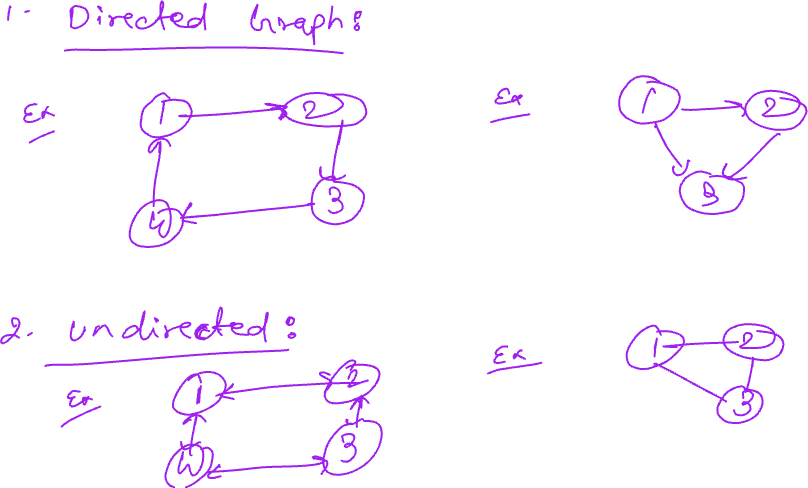 1. Directed Graph:
Ex
1 2
4 3
Ex
1 2
3
2. undirected:
Ex
1 2
4 3
Ex
1 2
3